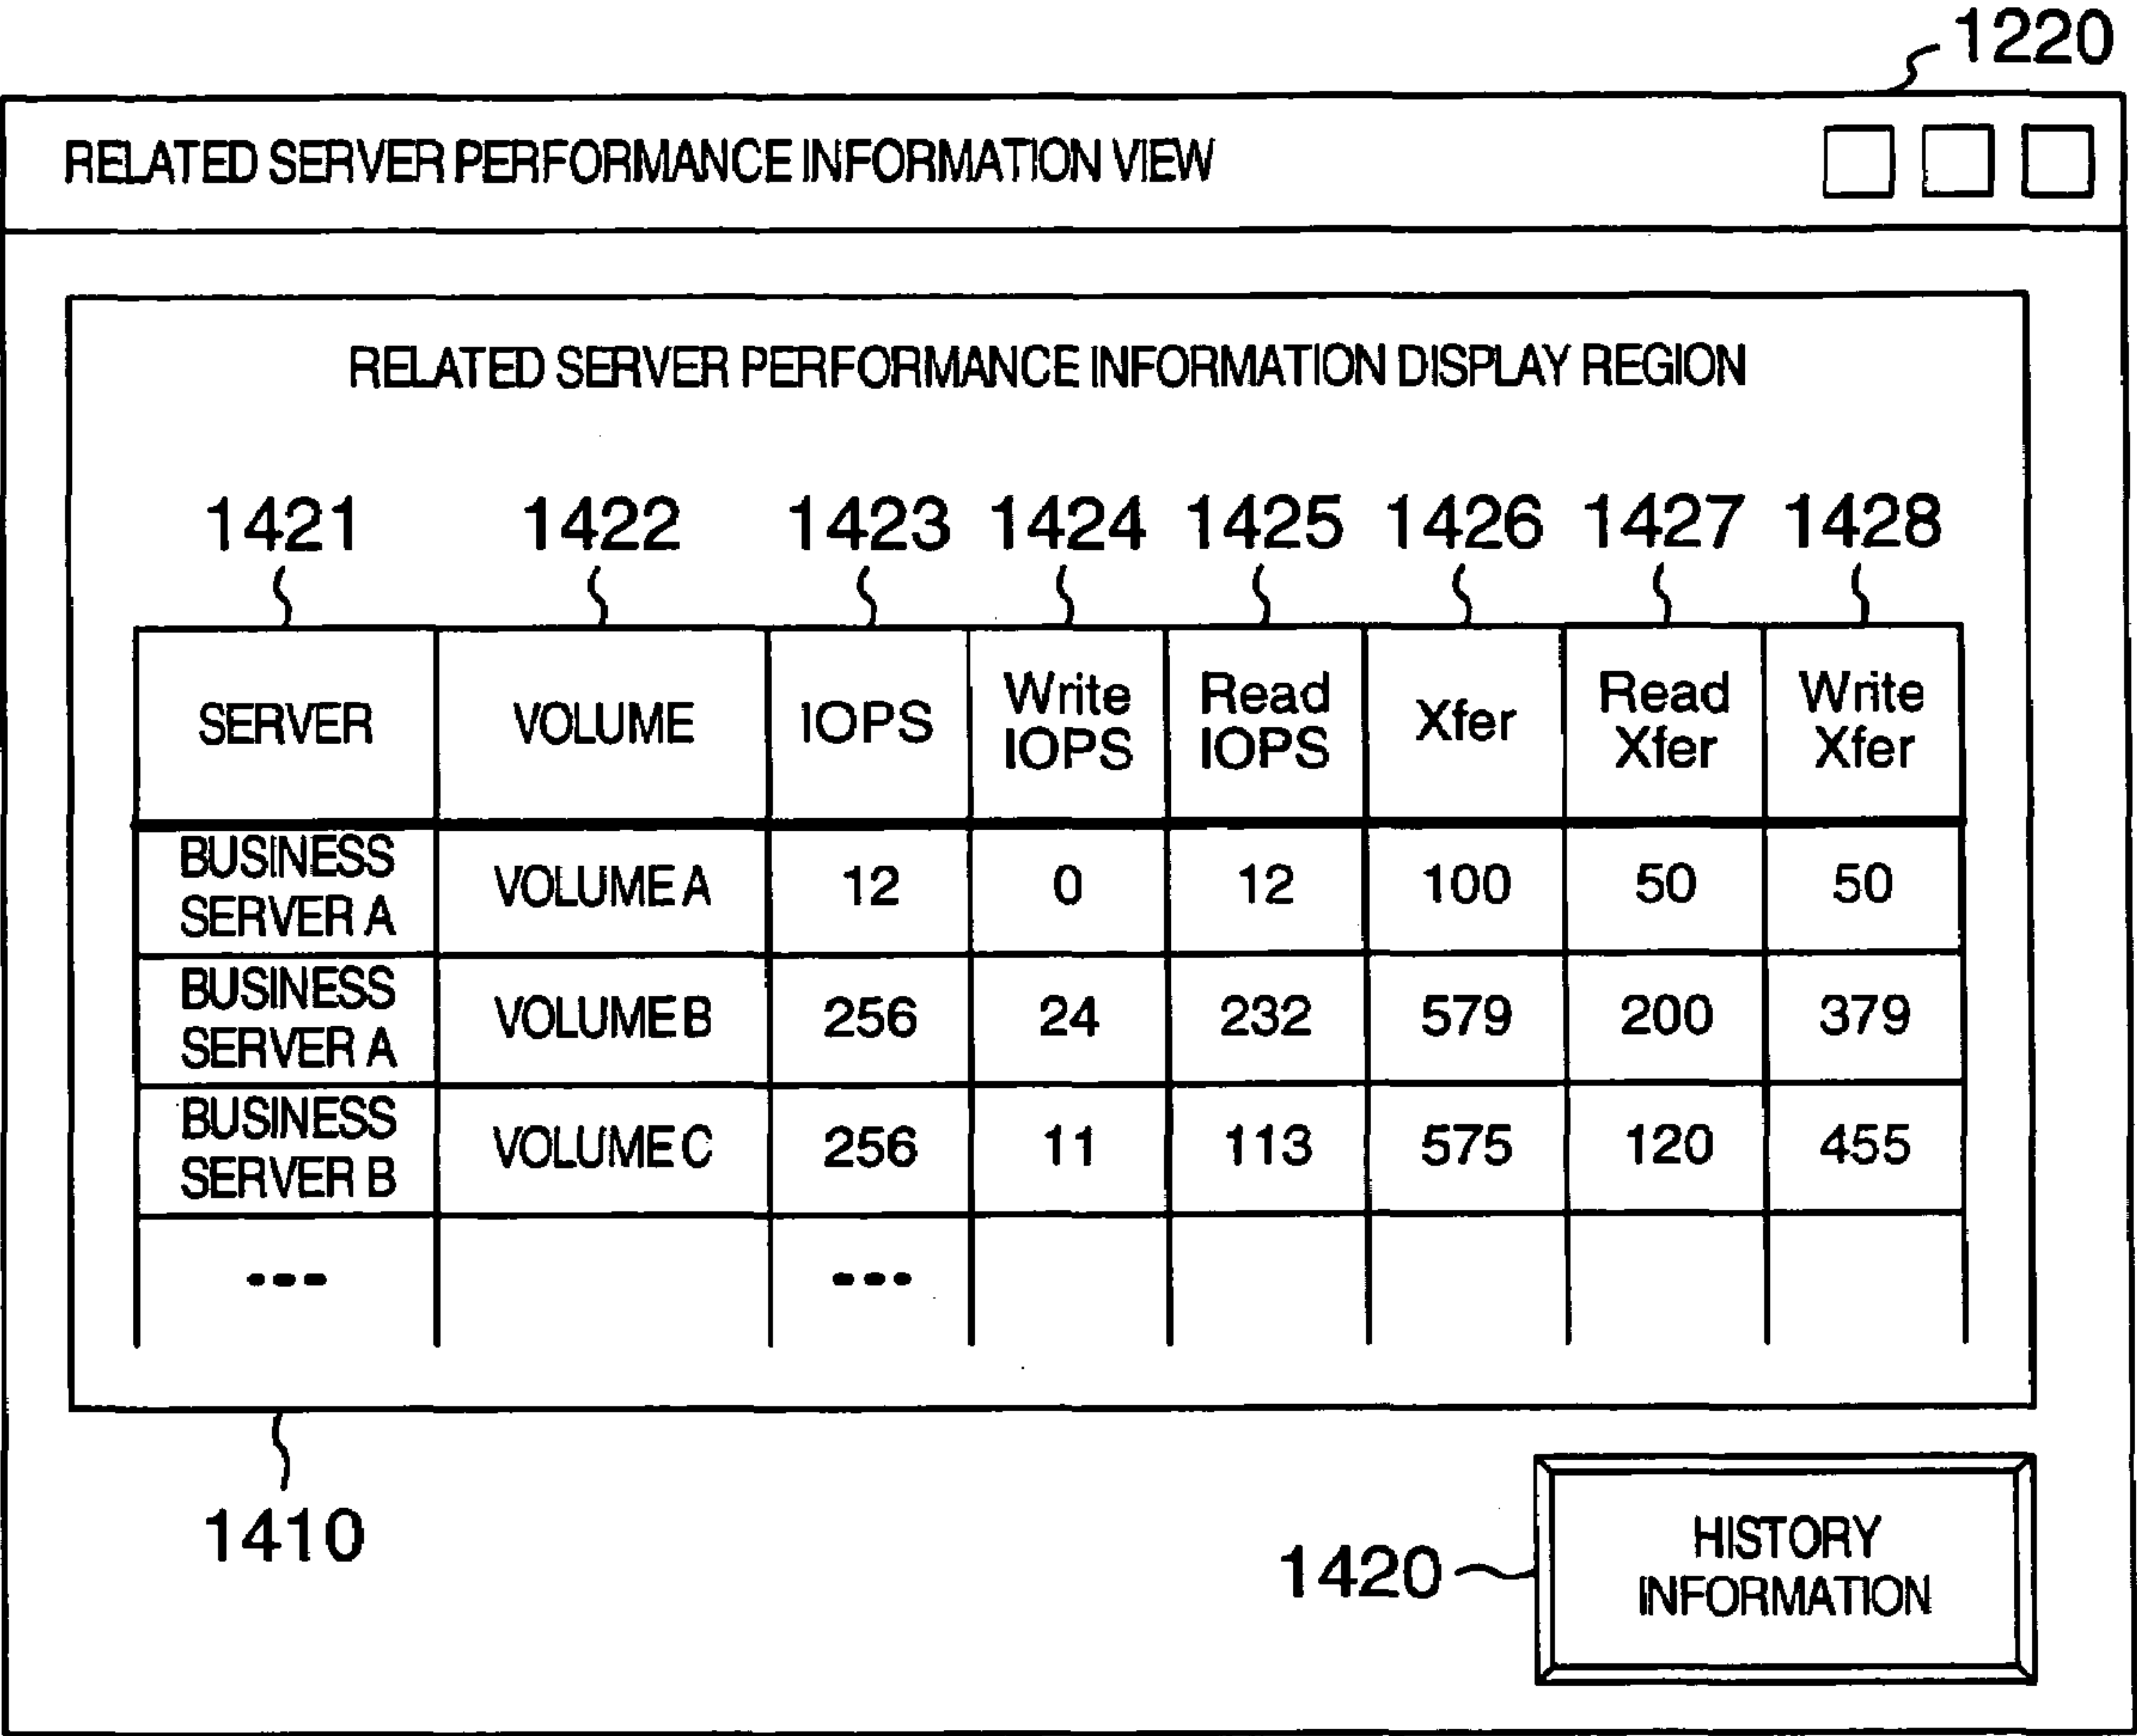 1220
RELATED SERVER PERFORMANCE INFORMATION VIEW
RELATED SERVER PERFORMANCE INFORMATION DISPLAY REGION
1421 1422 1423 1424 1425 1426 1427 1428
SERVER VOLUME IOPS Write IOPS Read IOPS Xfer Read Xfer Write Xfer
BUSINESS SERVER A VOLUME A 12 0 12 100 50 50
BUSINESS SERVER A VOLUME B 256 24 232 579 200 379
BUSINESS SERVER B VOLUME C 256 11 113 575 120 455
--- ---
1410
1420
HISTORY
INFORMATION